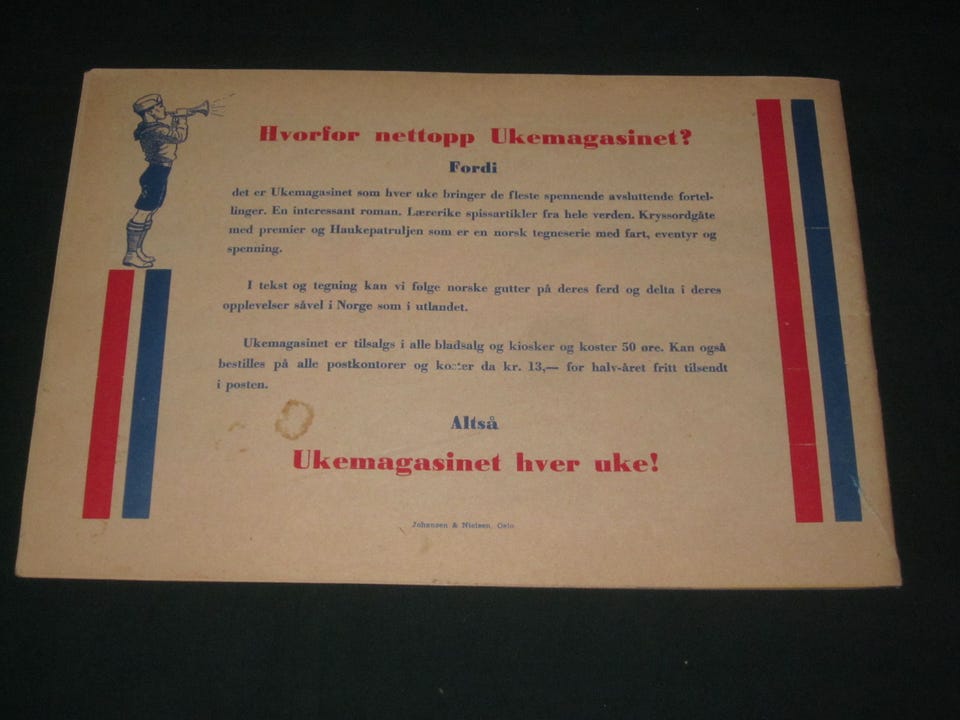 Hvorfor nettopp Ukemagasinet?
Fordi
det er Ukemagasinet som hver uke bringer de fleste spennende avsluttende fortel-
linger. En interessant roman. Lærerike spissartikler fra hele verden. Kryssordgåte
med premier og Haukepatruljen som er en norsk tegneserie med fart, eventyr og
spenning.
I tekst og tegning kan vi følge norske gutter på deres ferd og delta i deres
opplevelser såvel i Norge som i utlandet.
Ukemagasinet er tilsalgs i alle bladsalg og kiosker og koster 50 øre. Kan også
bestilles på alle postkontorer og koster da kr. 13,— for halv-året fritt tilsendt
i posten.
Altså
Ukemagasinet hver uke!
Johansen & Nielsen, Oslo